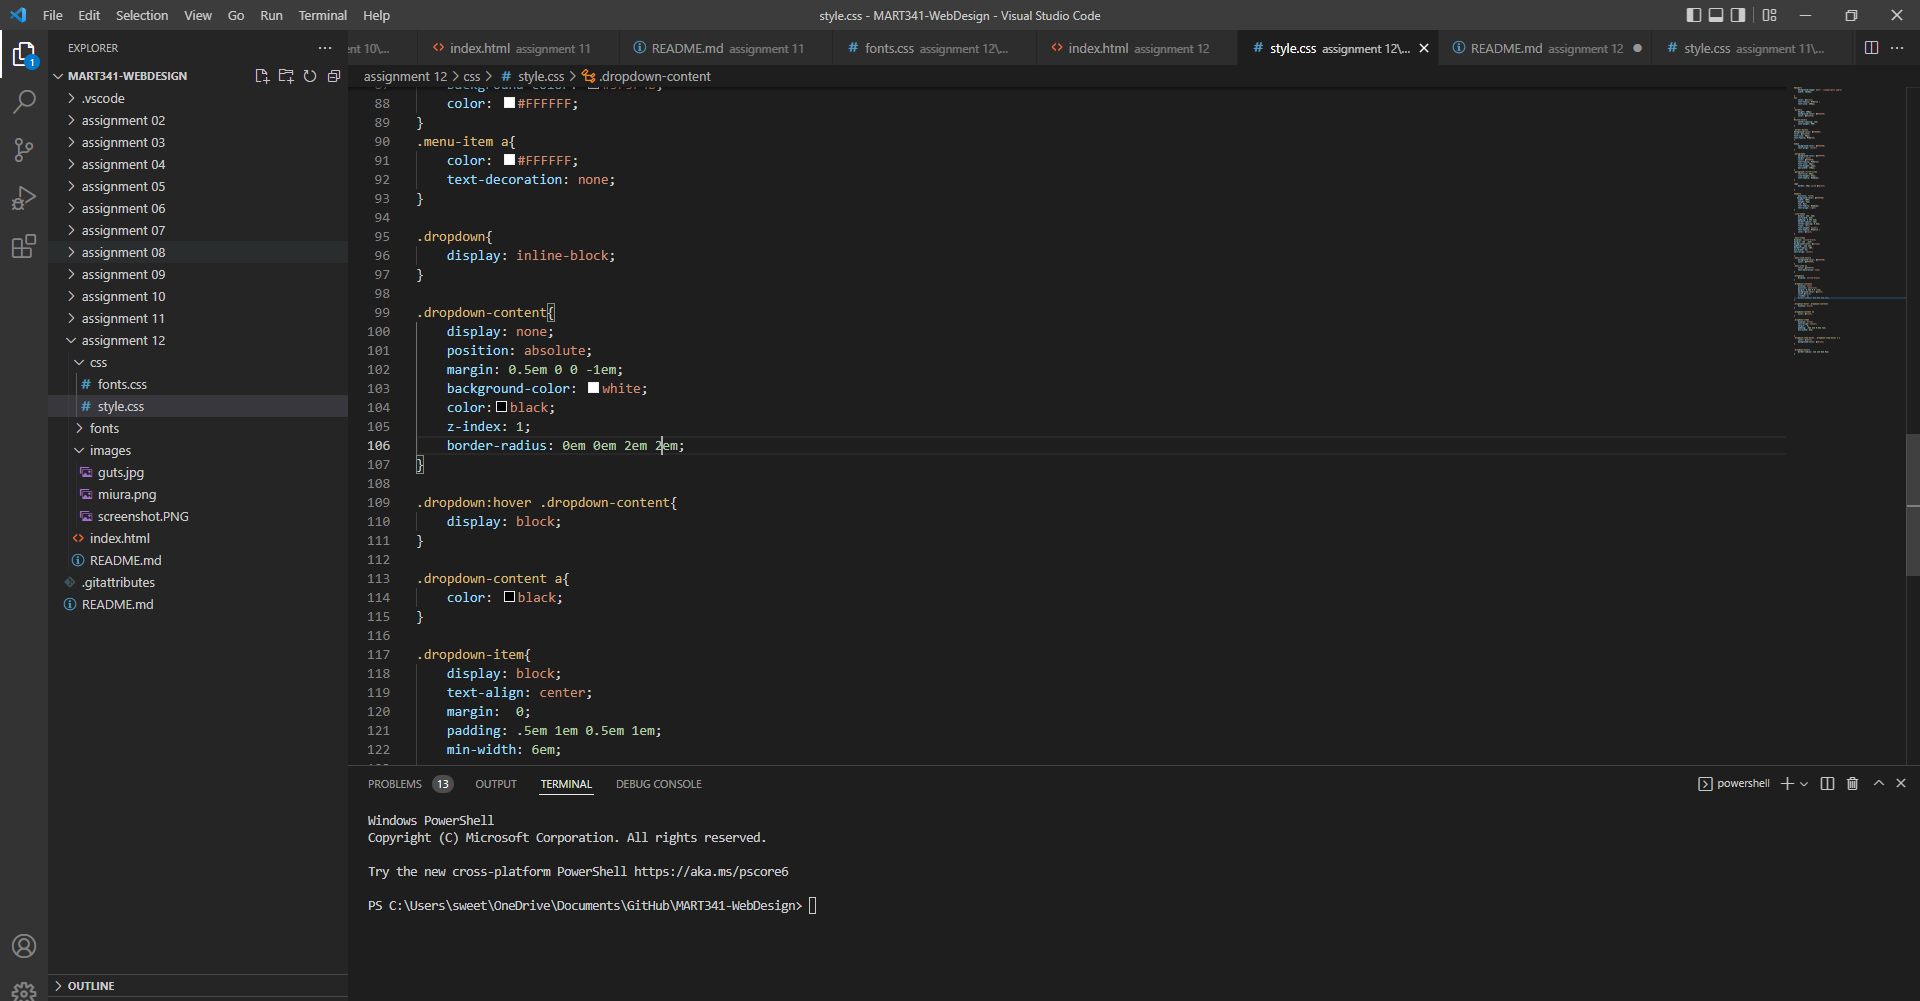 File Edit Selection View Go Run Terminal Help
style.css - MART341-WebDesign - Visual Studio Code
EXPLORER
MART341-WEBDESIGN
.vscode
assignment 02
assignment 03
assignment 04
assignment 05
assignment 06
assignment 07
assignment 08
assignment 09
assignment 10
assignment 11
assignment 12
css
# fonts.css
# style.css
fonts
images
guts.jpg
miura.png
screenshot.PNG
<> index.html
README.md
.gitattributes
README.md
OUTLINE
1
nt 10\... <> index.html assignment 11 README.md assignment 11 # fonts.css assignment 12\... <> index.html assignment 12 # style.css assignment 12\... README.md assignment 12 # style.css assignment 11\...
assignment 12 > css > # style.css > .dropdown-content
88 color: #FFFFFF;
89 }
90 .menu-item a{
91 color: #FFFFFF;
92 text-decoration: none;
93 }
94
95 .dropdown{
96 display: inline-block;
97 }
98
99 .dropdown-content{
100 display: none;
101 position: absolute;
102 margin: 0.5em 0 0 -1em;
103 background-color: white;
104 color: black;
105 z-index: 1;
106 border-radius: 0em 0em 2em 2em;
107 }
108
109 .dropdown:hover .dropdown-content{
110 display: block;
111 }
112
113 .dropdown-content a{
114 color: black;
115 }
116
117 .dropdown-item{
118 display: block;
119 text-align: center;
120 margin:  0;
121 padding: .5em 1em 0.5em 1em;
122 min-width: 6em;
PROBLEMS 13 OUTPUT TERMINAL DEBUG CONSOLE
powershell
Windows PowerShell
Copyright (C) Microsoft Corporation. All rights reserved.
Try the new cross-platform PowerShell https://aka.ms/pscore6
PS C:\Users\sweet\OneDrive\Documents\GitHub\MART341-WebDesign>